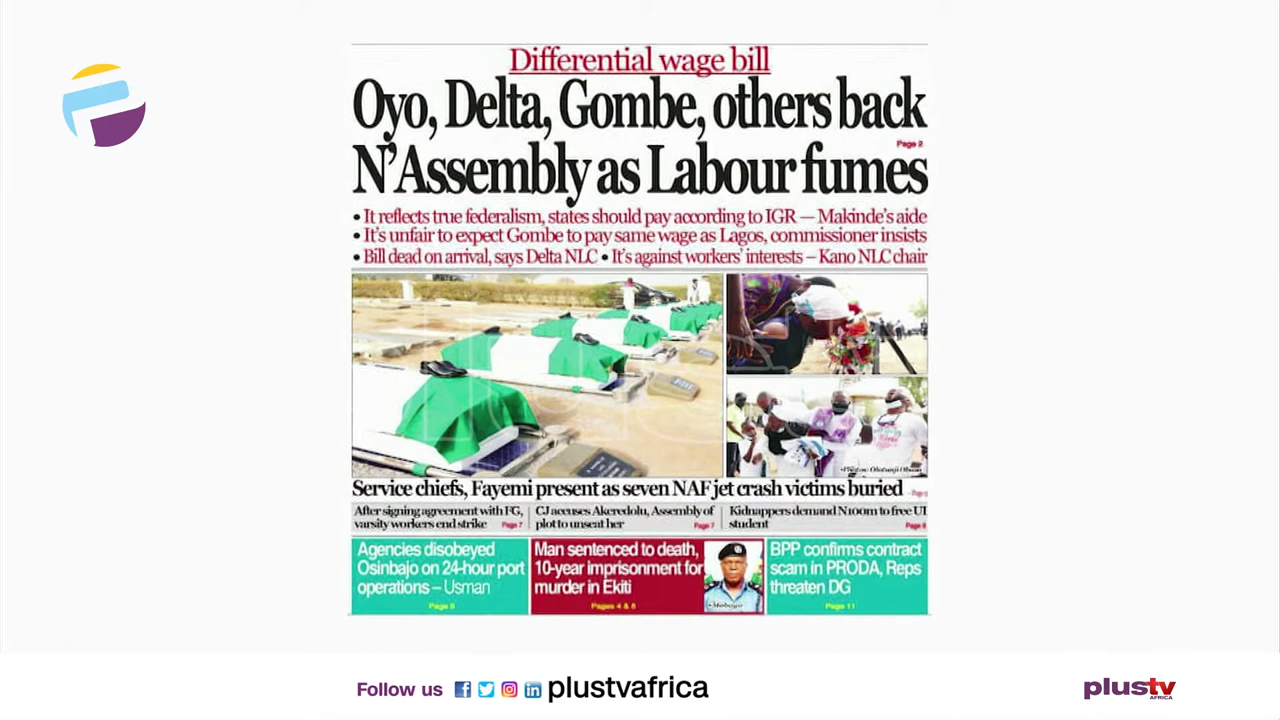 Differential wage bill
Oyo, Delta, Gombe, others back
Page 2
N'Assembly as Labour fumes
• It reflects true federalism, states should pay according to IGR — Makinde's aide
• It's unfair to expect Gombe to pay same wage as Lagos, commissioner insists
• Bill dead on arrival, says Delta NLC • It's against workers' interests – Kano NLC chair
Service chiefs, Fayemi present as seven NAF jet crash victims buried
After signing agreement with FG,
varsity workers end strike Page 7
CJ accuses Akeredolu, Assembly of
plot to unseat her Page 7
Kidnappers demand N100m to free UI
student
Agencies disobeyed
Osinbajo on 24-hour port
operations – Usman
Man sentenced to death,
10-year imprisonment for
murder in Ekiti
Pages 4 & 5
BPP confirms contract
scam in PRODA, Reps
threaten DG
Page 11
Follow us plustvafrica
plustv
AFRICA